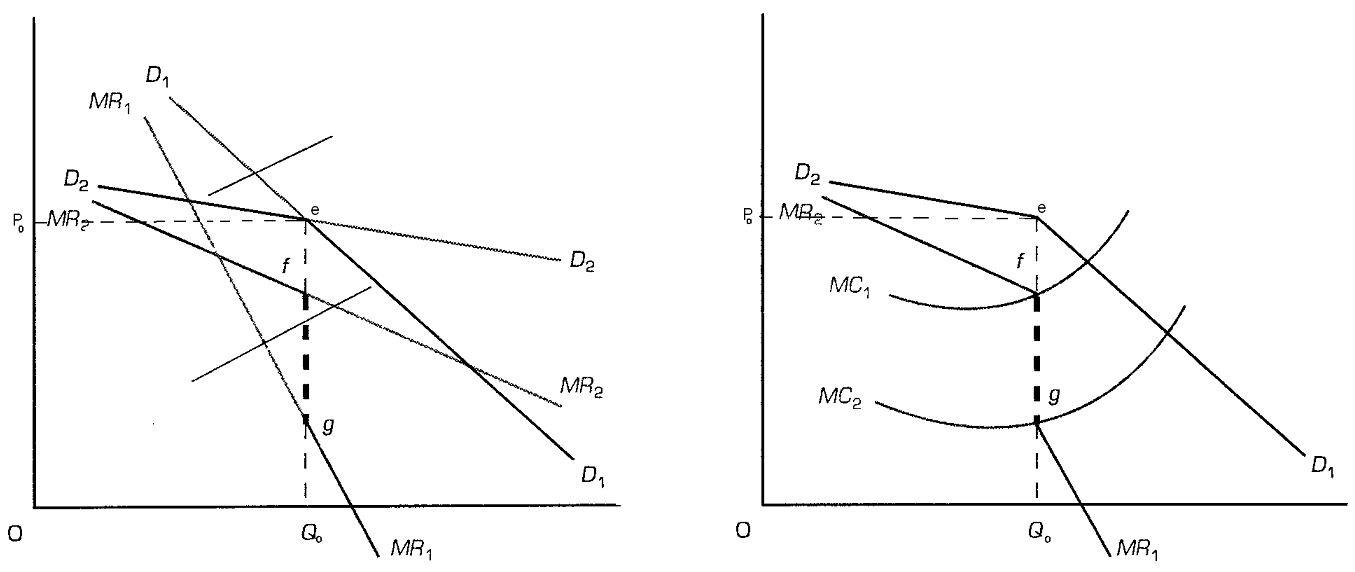 D₁
MR₁
D₂
P₀
MR₂
e
f
D₂
MR₂
g
D₁
O
Q₀
MR₁
D₂
P₀
MR₂
e
f
MC₁
MC₂
g
D₁
O
Q₀
MR₁